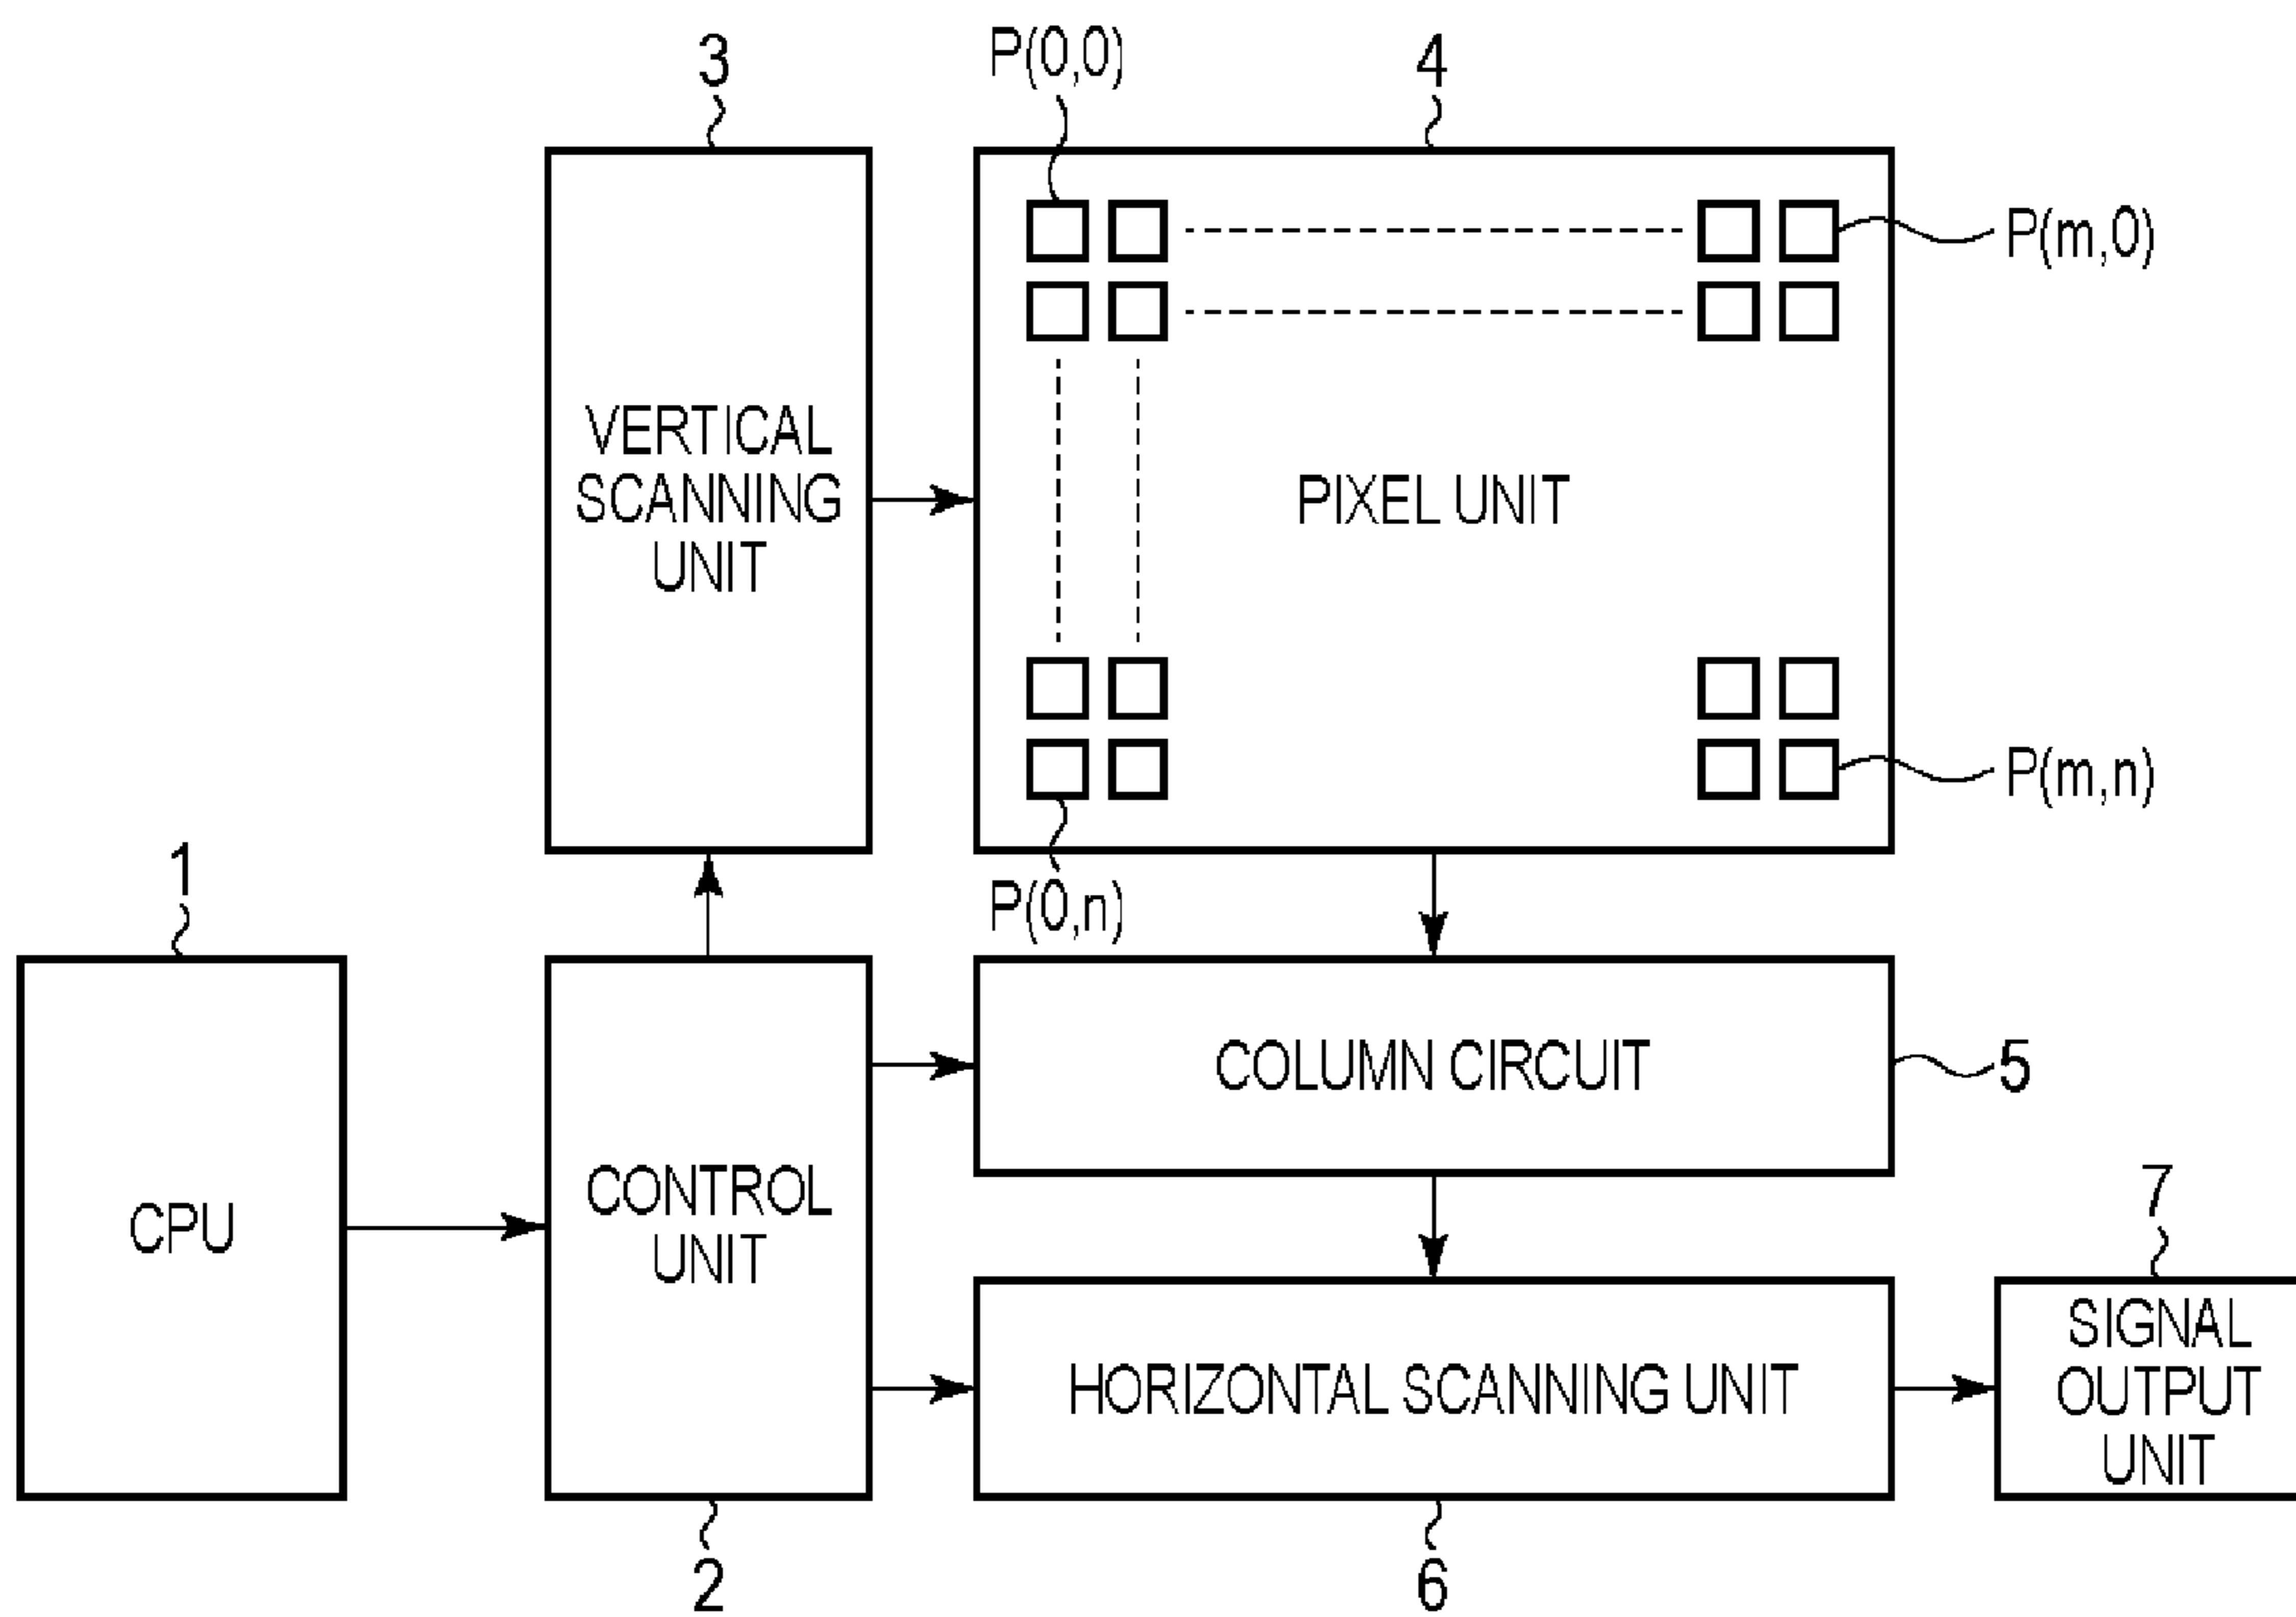 3
P(0,0)
4
P(m,0)
VERTICAL
SCANNING
UNIT
PIXEL UNIT
P(m,n)
P(0,n)
1
CPU
CONTROL
UNIT
2
COLUMN CIRCUIT
5
HORIZONTAL SCANNING UNIT
6
7
SIGNAL
OUTPUT
UNIT